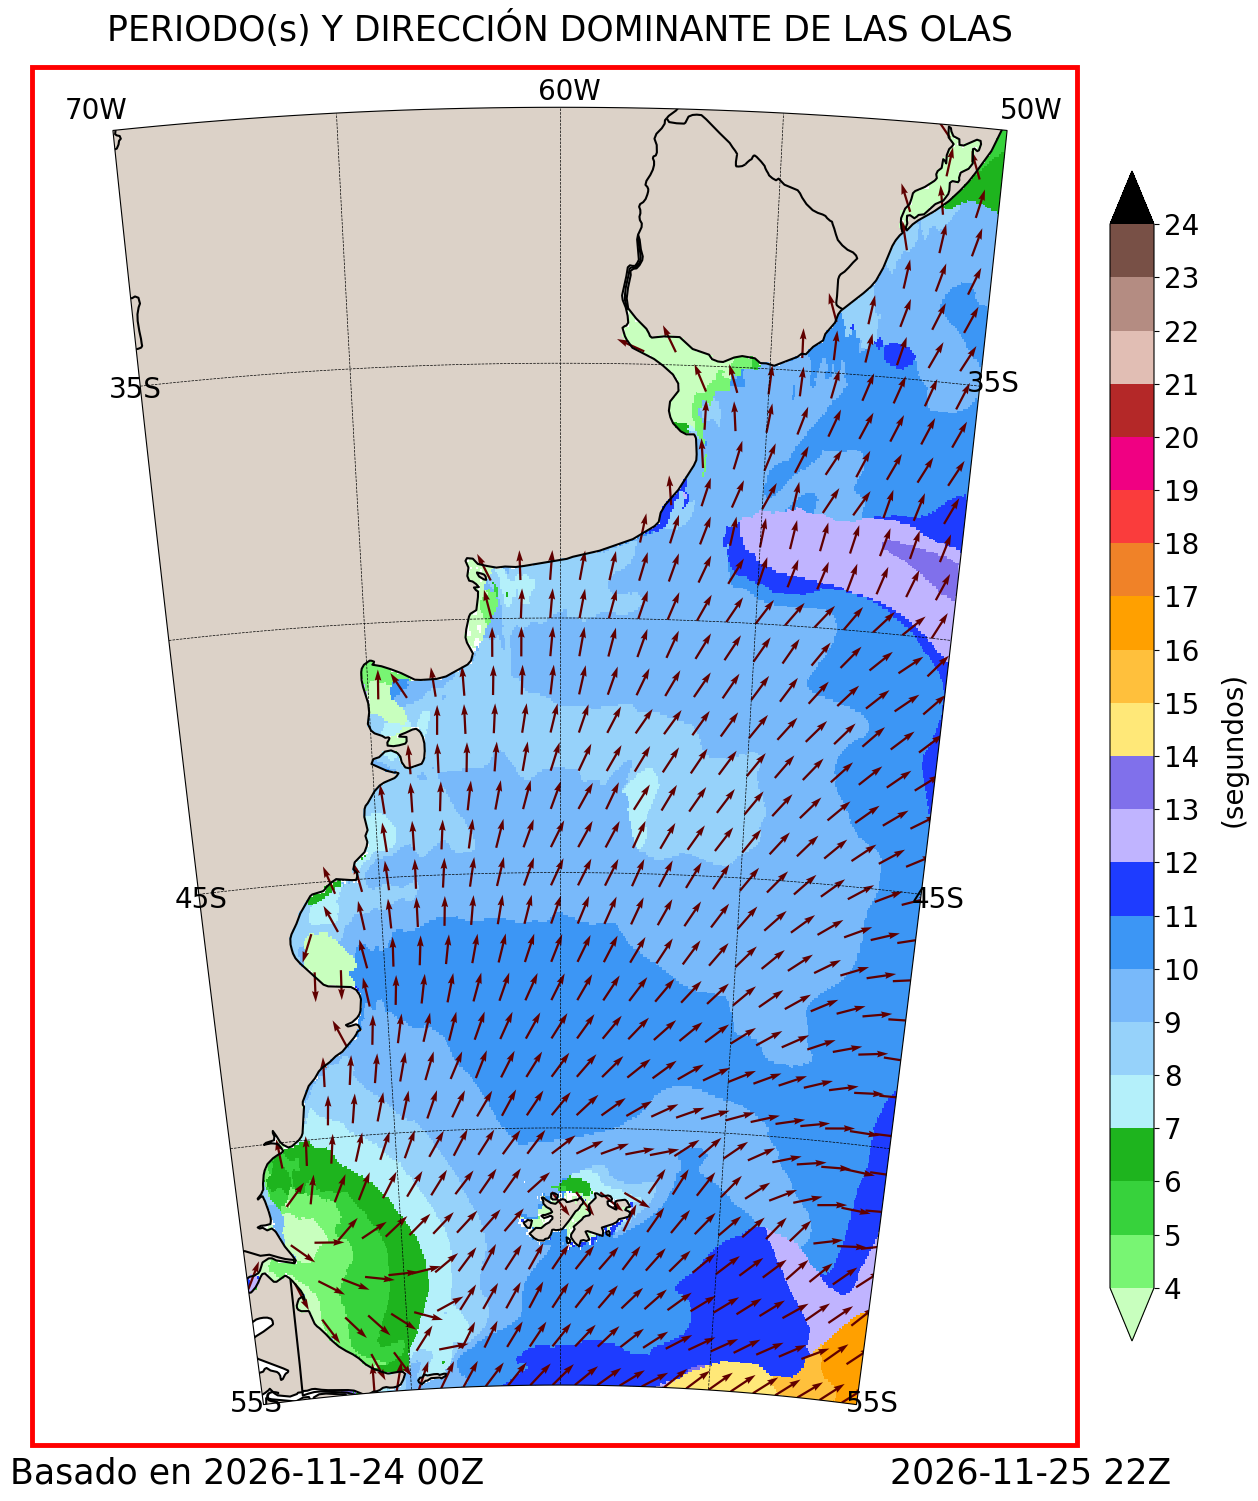 PERIODO(s) Y DIRECCIÓN DOMINANTE DE LAS OLAS
70W
60W
50W
35S
35S
45S
45S
55S
55S
24
23
22
21
20
19
18
17
16
15
14
13
12
11
10
9
8
7
6
5
4
(segundos)
Basado en 2026-11-24 00Z
2026-11-25 22Z